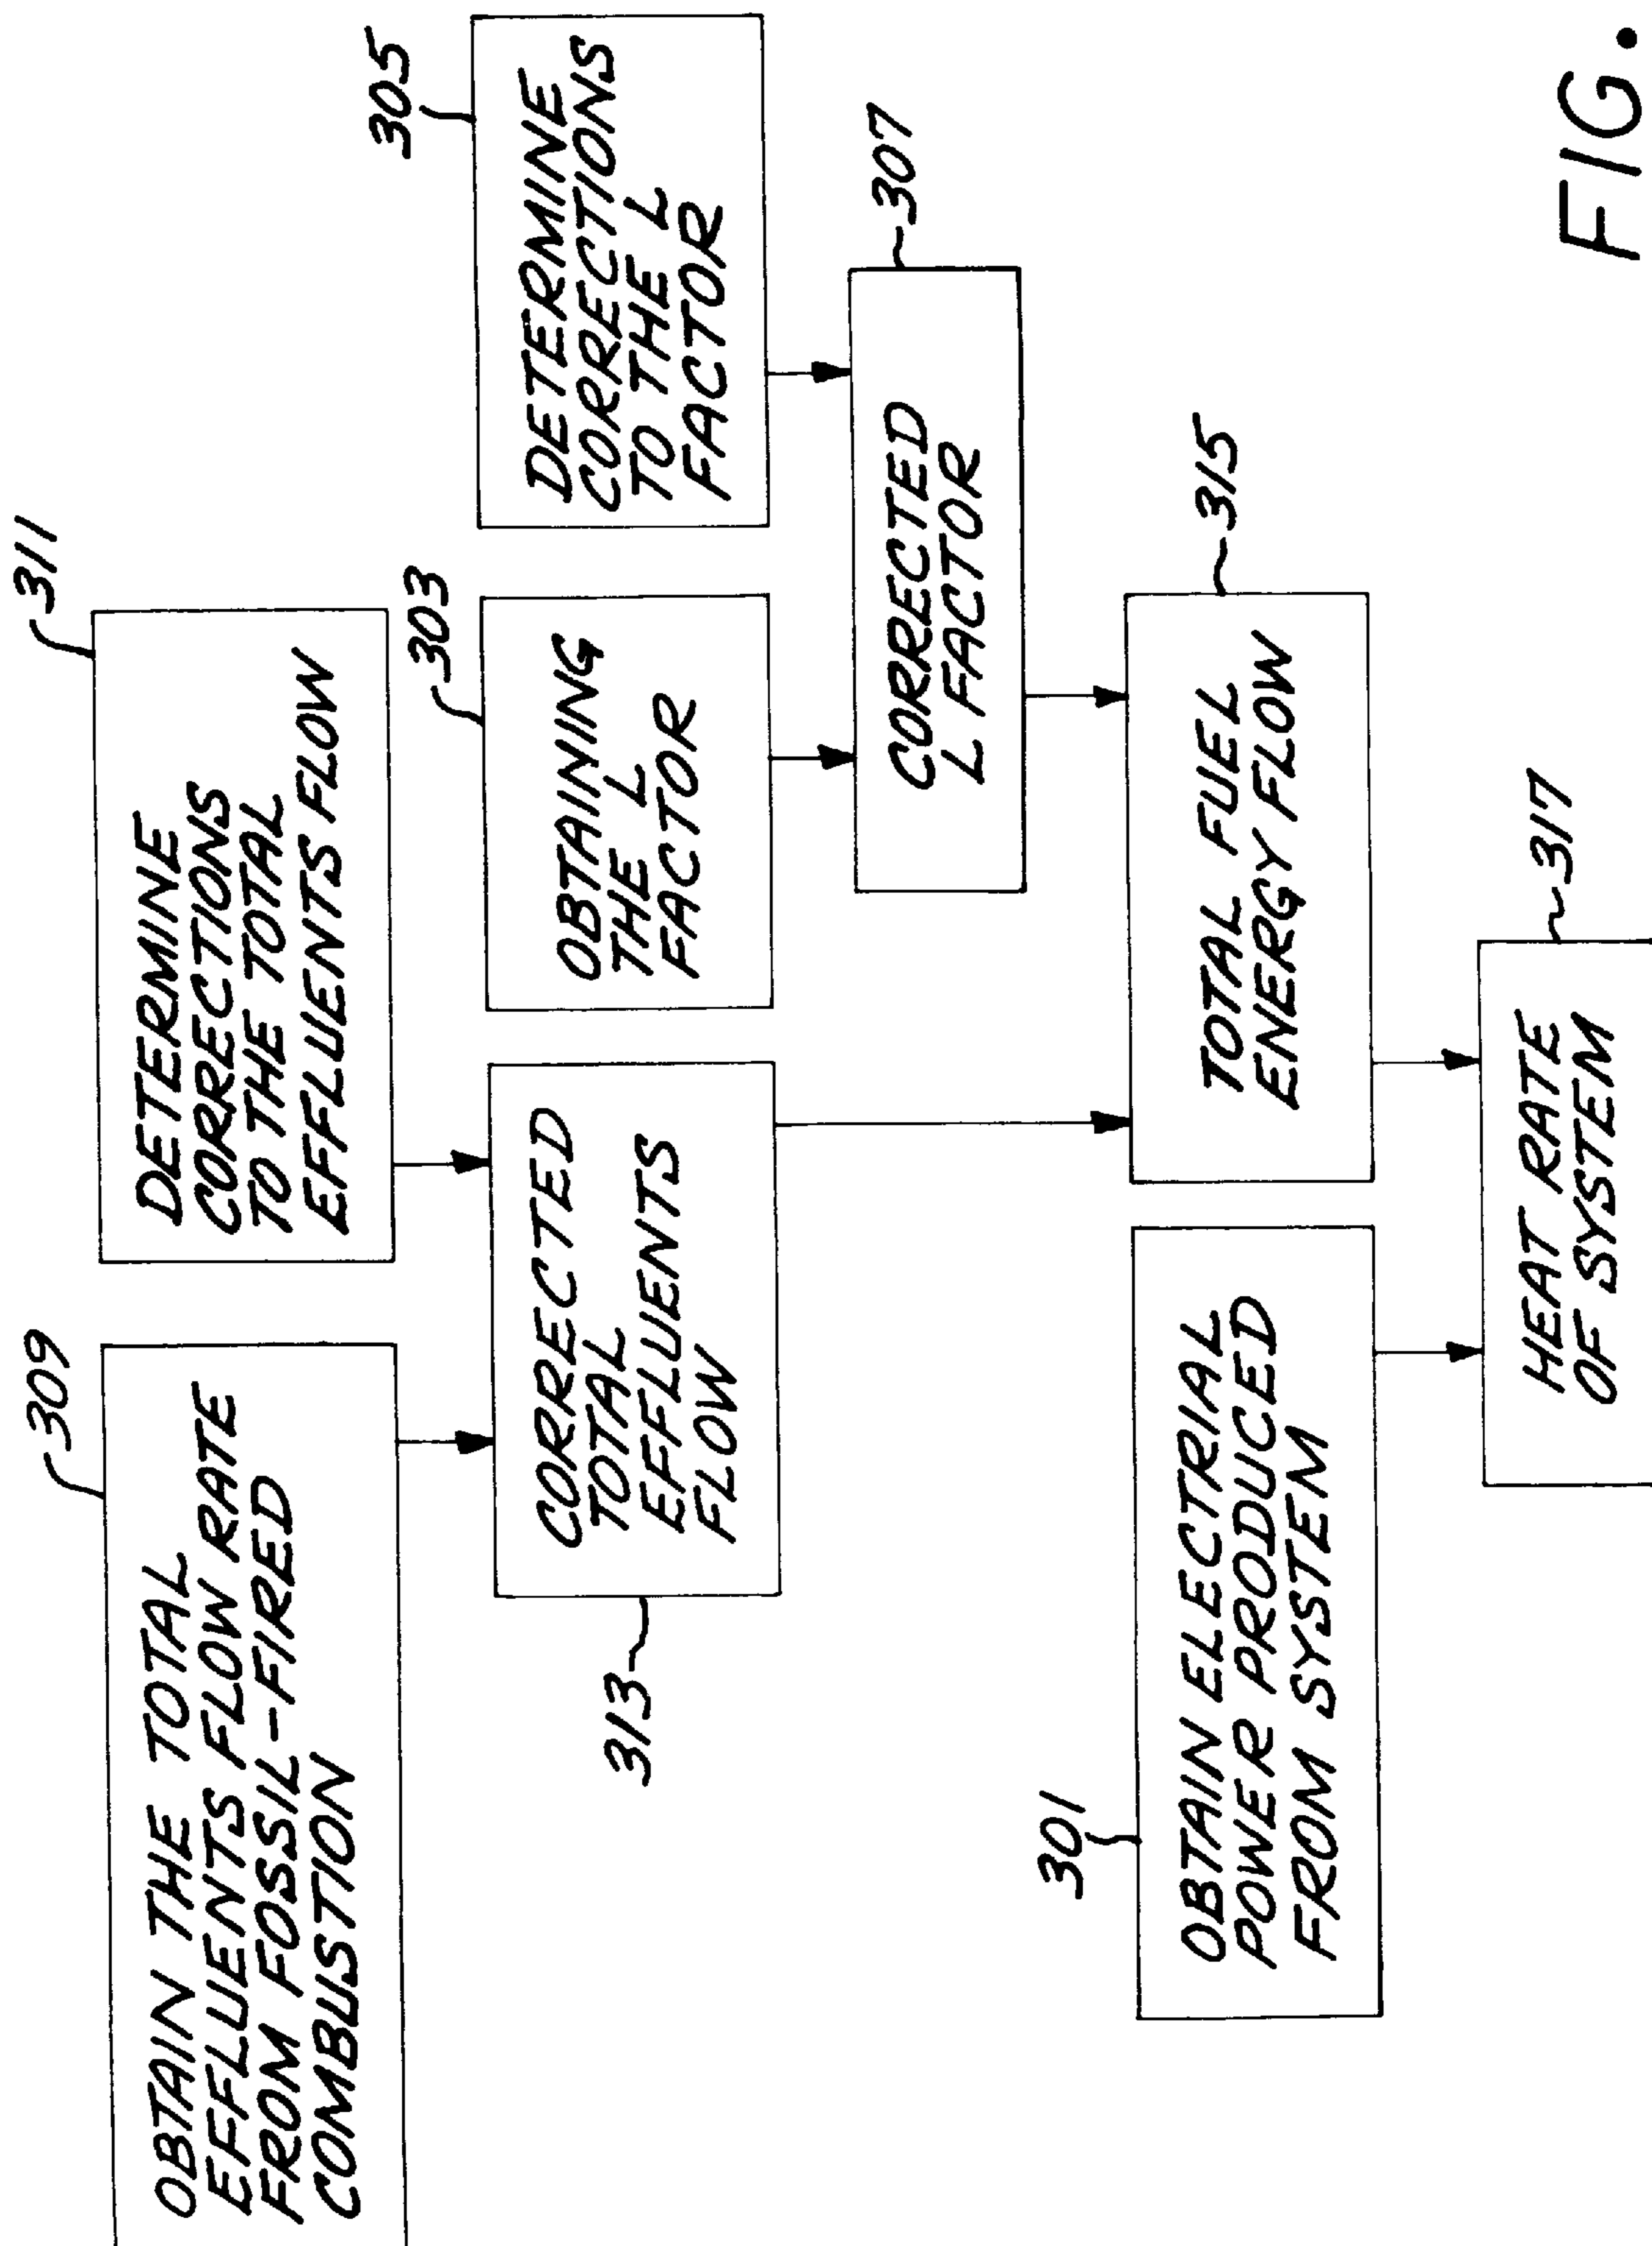 309
OBTAIN THE TOTAL
EFFLUENTS FLOW RATE
FROM FOSSIL-FIRED
COMBUSTION
311
DETERMINE
CORRECTIONS
TO THE TOTAL
EFFLUENTS FLOW
313
CORRECTED
TOTAL
EFFLUENTS
FLOW
303
OBTAINING
THE L
FACTOR
305
DETERMINE
CORRECTIONS
TO THE L
FACTOR
307
CORRECTED
L FACTOR
301
OBTAIN ELECTRIAL
POWER PRODUCED
FROM SYSTEM
315
TOTAL FUEL
ENERGY FLOW
317
HEAT RATE
OF SYSTEM
FIG.